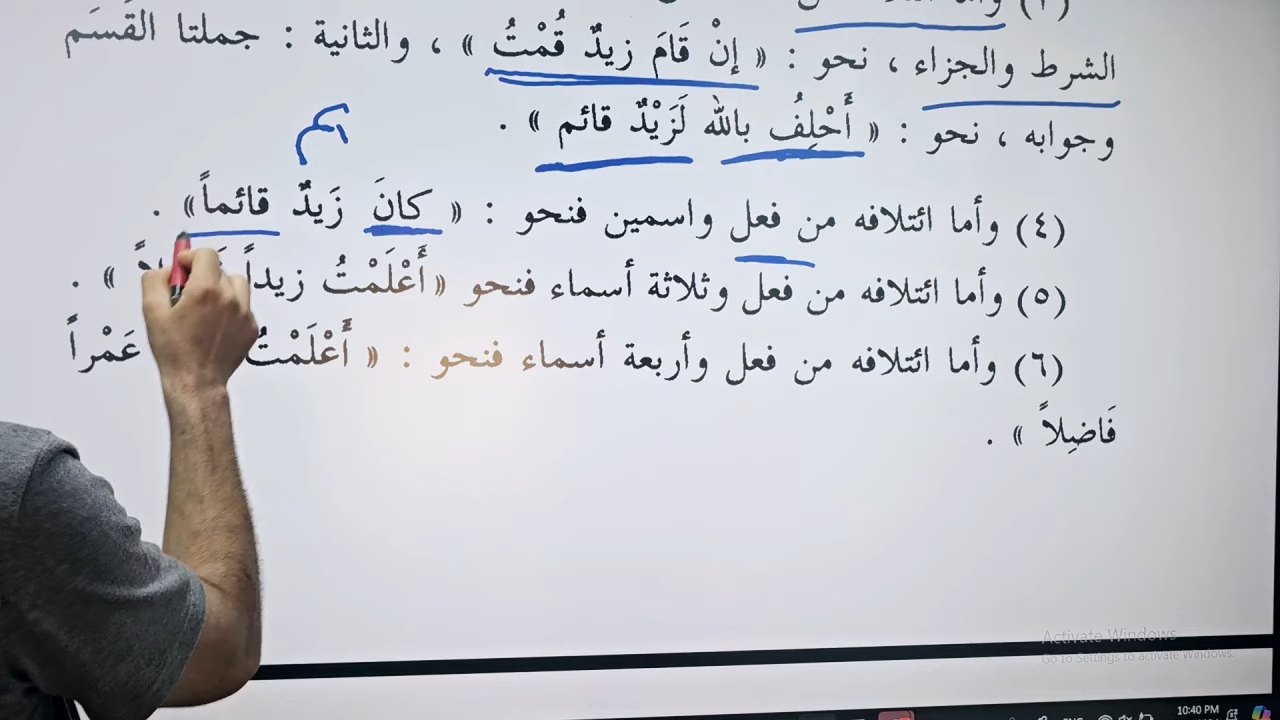 الشرط والجزاء ، نحو : « إنْ قَامَ زيدٌ قُمْتُ » ، والثانية : جملتا القَسَم
وجوابه ، نحو : « أَحْلِفُ بالله لَزَيْدٌ قائم » .
(٤) وأما ائتلافه من فعل واسمين فنحو : « كانَ زَيدٌ قائماً» .
(٥) وأما ائتلافه من فعل وثلاثة أسماء فنحو «أَعْلَمْتُ زيداً » .
(٦) وأما ائتلافه من فعل وأربعة أسماء فنحو : « أَعْلَمْتُ عَمْراً
فَاضِلاً » .
Activate Windows
Go to Settings to activate Windows.
10:40 PM